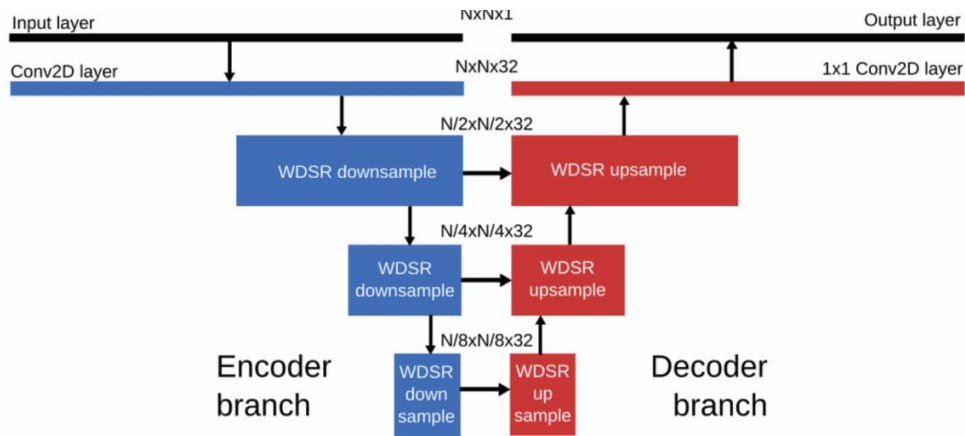 Input layer
NxNx1
Output layer
Conv2D layer
NxNx32
1x1 Conv2D layer
N/2xN/2x32
WDSR downsample
WDSR upsample
N/4xN/4x32
WDSR
downsample
WDSR
upsample
N/8xN/8x32
Encoder
branch
WDSR
down
sample
WDSR
up
sample
Decoder
branch